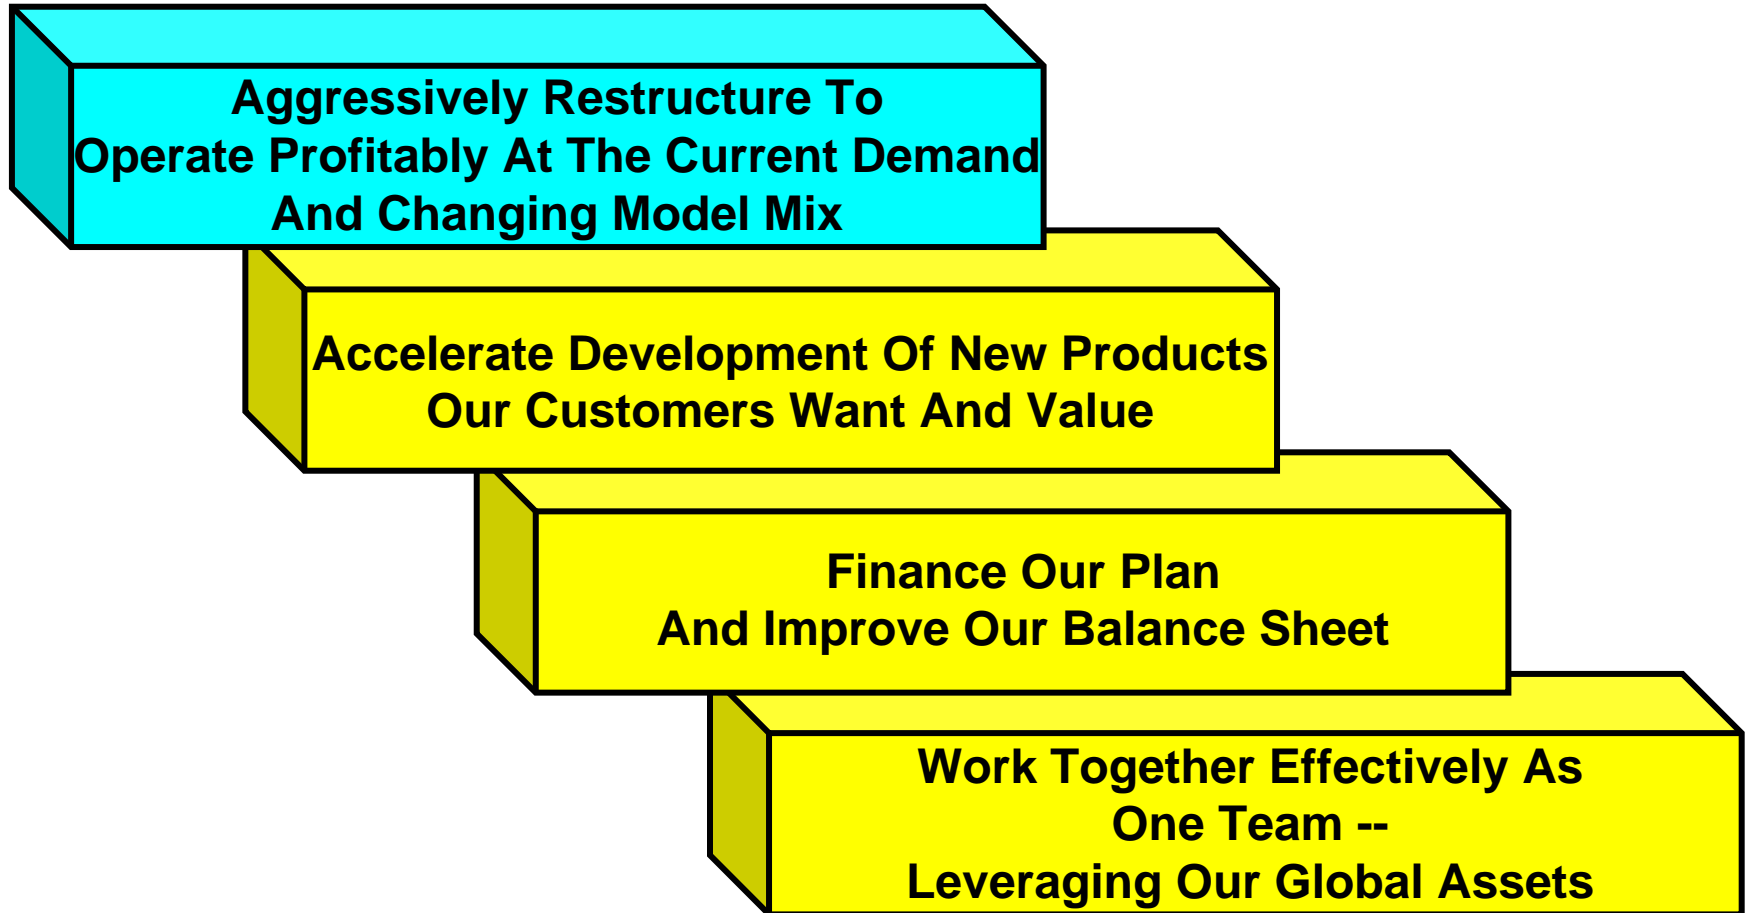 Aggressively Restructure To
Operate Profitably At The Current Demand
And Changing Model Mix
Accelerate Development Of New Products
Our Customers Want And Value
Finance Our Plan
And Improve Our Balance Sheet
Work Together Effectively As
One Team --
Leveraging Our Global Assets